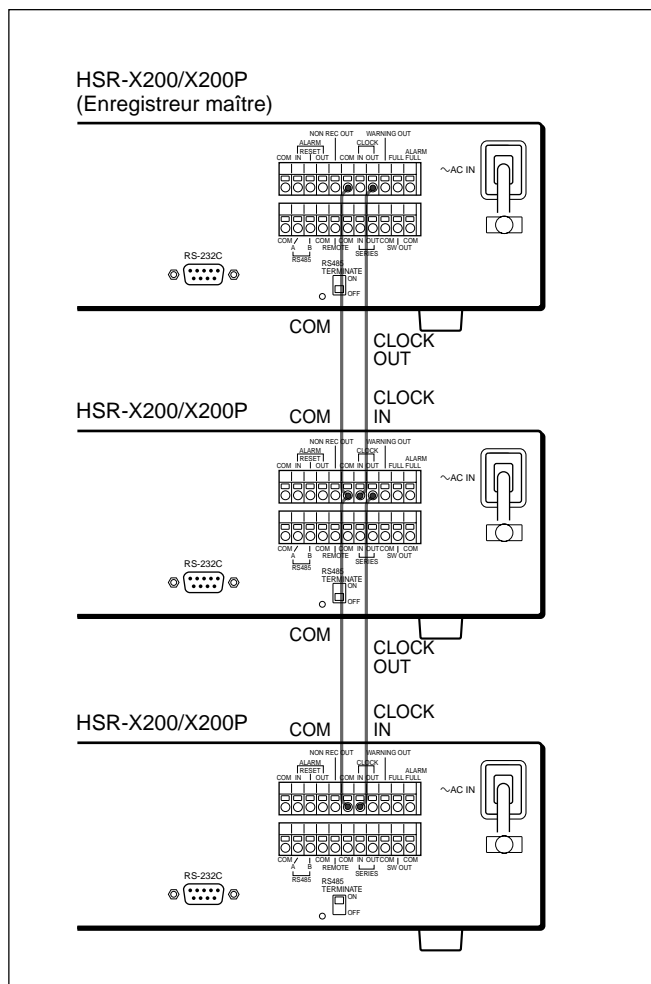 HSR-X200/X200P
(Enregistreur maître)
NON REC OUT WARNING OUT
ALARM CLOCK
RESET ALARM
COM IN OUT COM IN OUT FULL FULL
~AC IN
COM A B COM REMOTE COM IN OUT COM SW OUT COM
RS485 SERIES
RS-232C
RS485
TERMINATE
ON
OFF
COM
CLOCK
OUT
CLOCK
IN
HSR-X200/X200P
COM
NON REC OUT WARNING OUT
ALARM CLOCK
RESET ALARM
COM IN OUT COM IN OUT FULL FULL
~AC IN
COM A B COM REMOTE COM IN OUT COM SW OUT COM
RS485 SERIES
RS-232C
RS485
TERMINATE
ON
OFF
COM
CLOCK
OUT
CLOCK
IN
HSR-X200/X200P
COM
NON REC OUT WARNING OUT
ALARM CLOCK
RESET ALARM
COM IN OUT COM IN OUT FULL FULL
~AC IN
COM A B COM REMOTE COM IN OUT COM SW OUT COM
RS485 SERIES
RS-232C
RS485
TERMINATE
ON
OFF